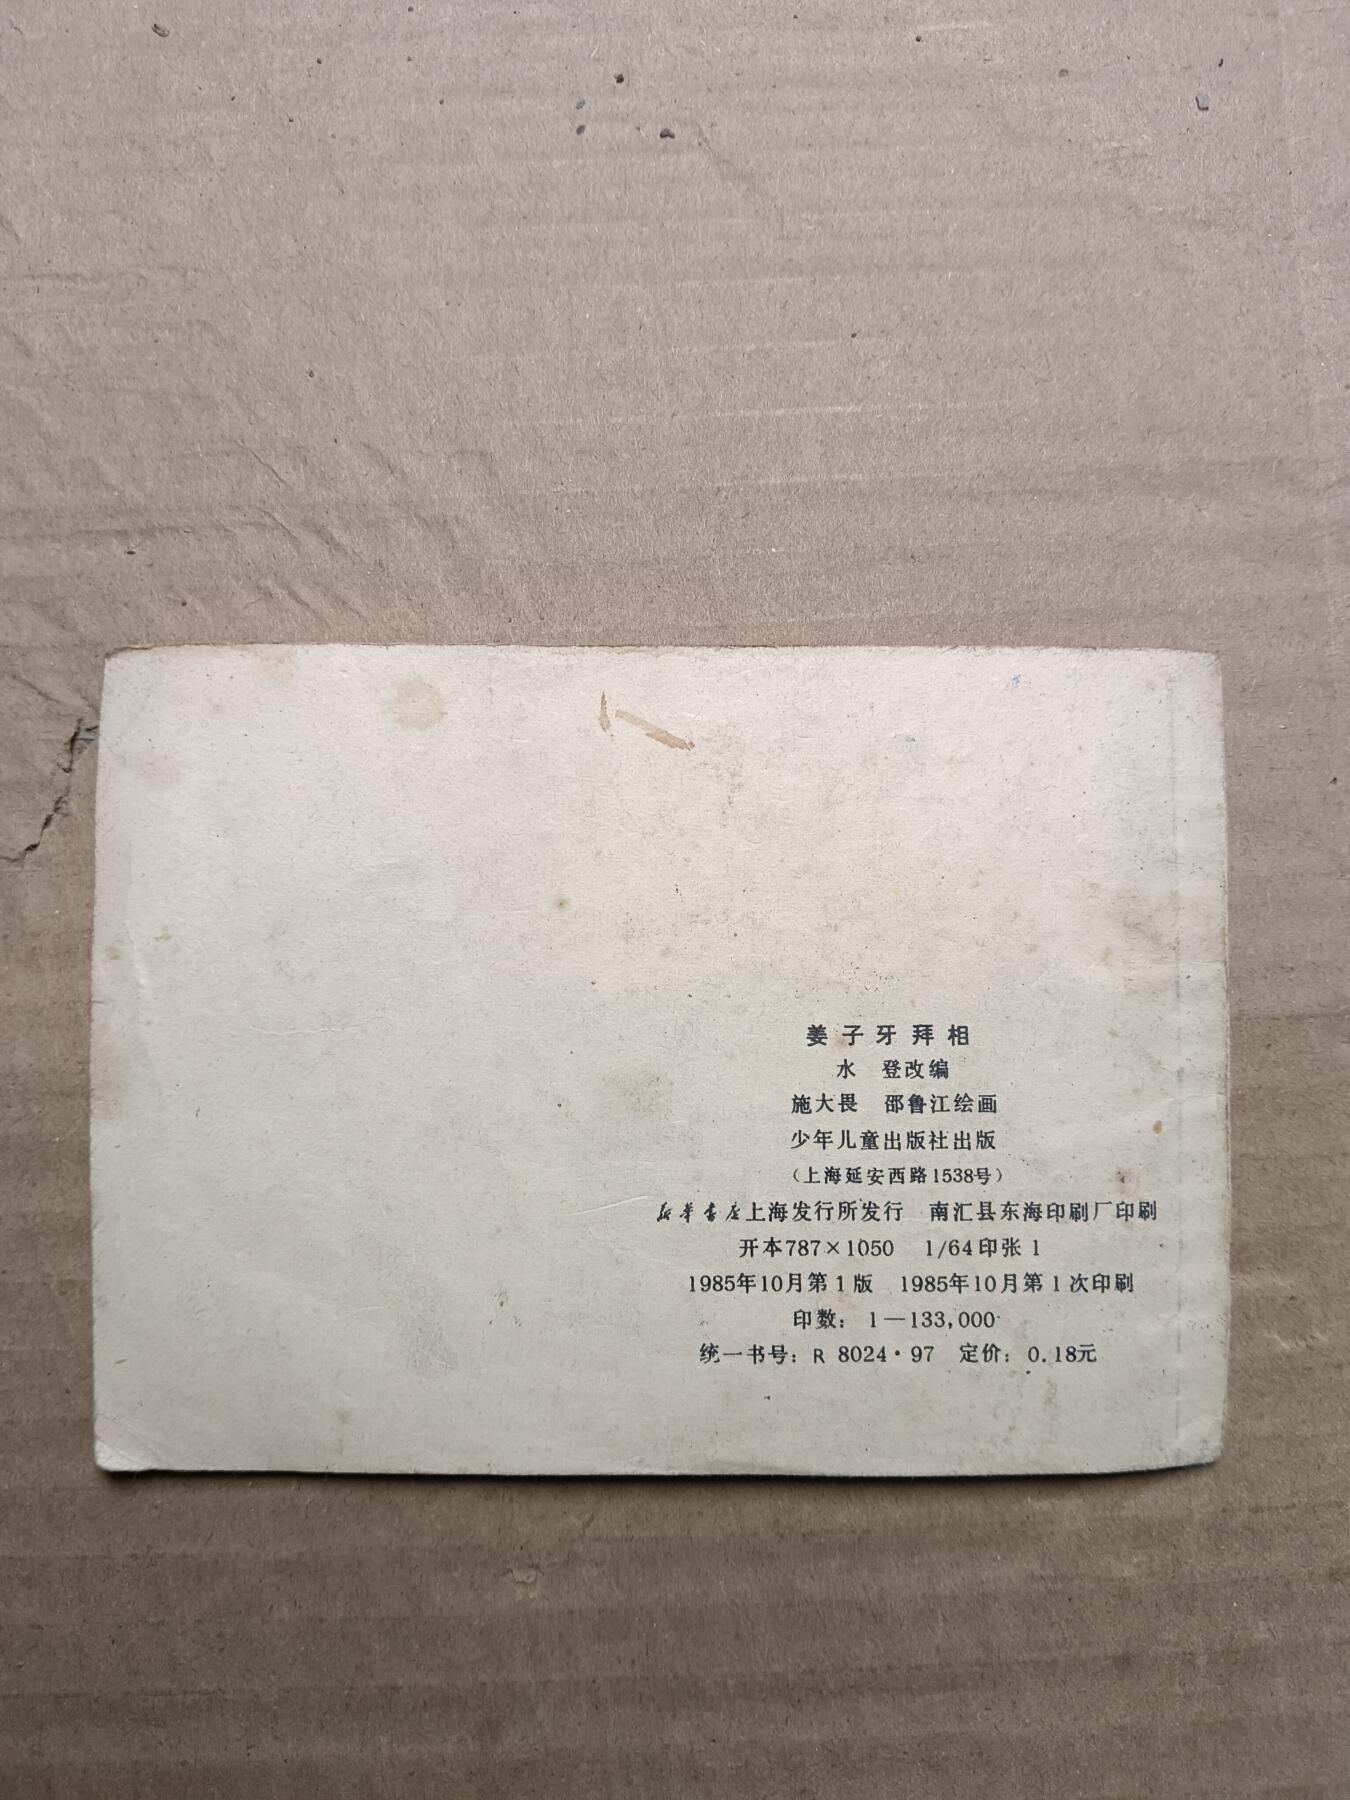 姜子牙拜相
水　登改编
施大畏　邵鲁江绘画
少年儿童出版社出版
（上海延安西路1538号）
新华书店上海发行所发行　南汇县东海印刷厂印刷
开本787×1050　1/64印张1
1985年10月第1版　1985年10月第1次印刷
印数：1—133,000
统一书号：R 8024·97　定价：0.18元